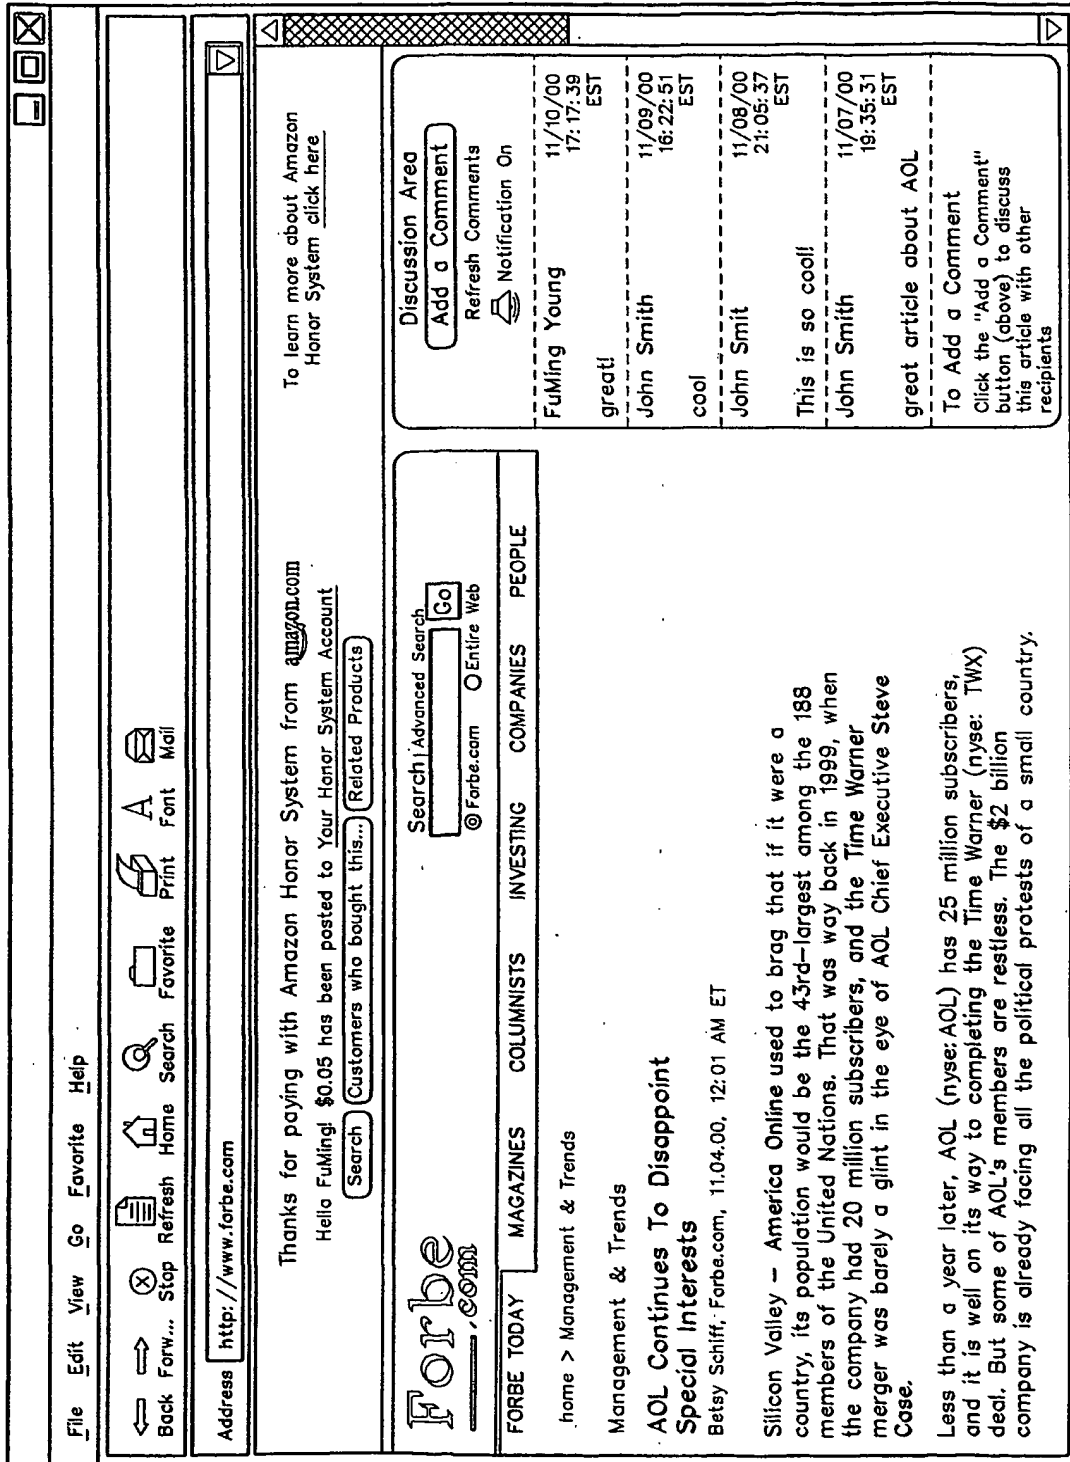 File Edit View Go Favorite Help
Back Forw... Stop Refresh Home Search Favorite Print Font Mail
Address http://www.forbe.com
Thanks for paying with Amazon Honor System from amazon.com
Hello FuMing! $0.05 has been posted to Your Honor System Account
Search Customers who bought this... Related Products
To learn more about Amazon
Honor System click here
Forbe
.com
Search | Advanced Search
Go
Forbe.com Entire Web
FORBE TODAY MAGAZINES COLUMNISTS INVESTING COMPANIES PEOPLE
home > Management & Trends
Management & Trends
AOL Continues To Disappoint
Special Interests
Betsy Schiff, Forbe.com, 11.04.00, 12:01 AM ET
Silicon Valley – America Online used to brag that if it were a
country, its population would be the 43rd–largest among the 188
members of the United Nations. That was way back in 1999, when
the company had 20 million subscribers, and the Time Warner
merger was barely a glint in the eye of AOL Chief Executive Steve
Case.
Less than a year later, AOL (nyse: AOL) has 25 million subscribers,
and it is well on its way to completing the Time Warner (nyse: TWX)
deal. But some of AOL's members are restless. The $2 billion
company is already facing all the political protests of a small country.
Discussion Area
Add a Comment
Refresh Comments
Notification On
FuMing Young 11/10/00
17:17:39
EST
great!
John Smith 11/09/00
16:22:51
EST
cool
John Smit 11/08/00
21:05:37
EST
This is so cool!
John Smith 11/07/00
19:35:31
EST
great article about AOL
To Add a Comment
Click the "Add a Comment"
button (above) to discuss
this article with other
recipients